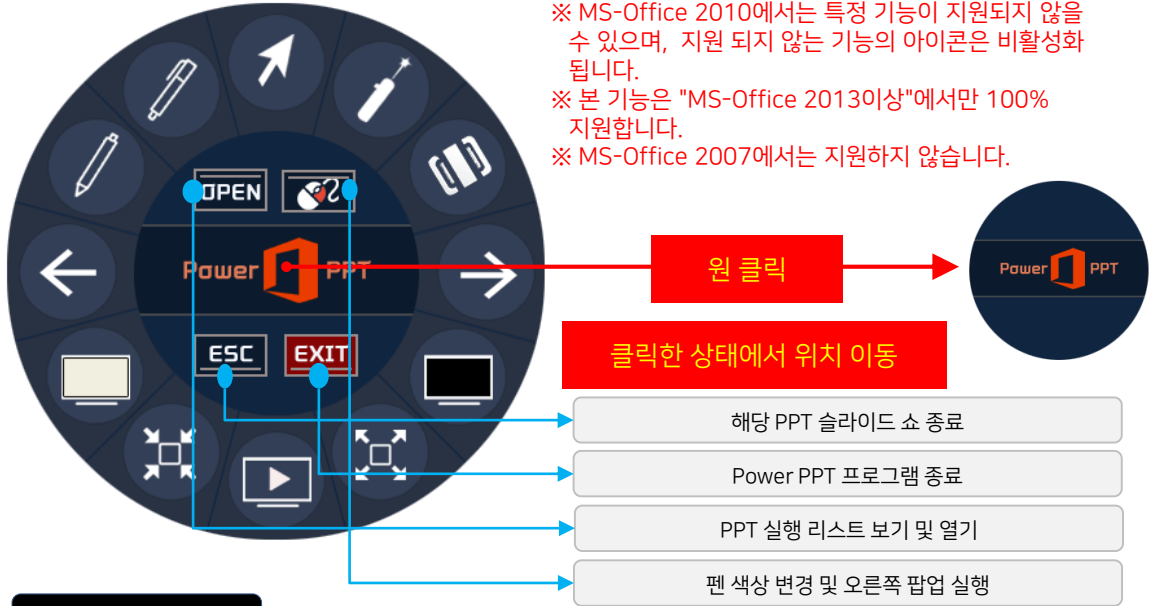 ※ MS-Office 2010에서는 특정 기능이 지원되지 않을
수 있으며, 지원 되지 않는 기능의 아이콘은 비활성화
됩니다.
※ 본 기능은 "MS-Office 2013이상"에서만 100%
지원합니다.
※ MS-Office 2007에서는 지원하지 않습니다.
OPEN
Power PPT
원 클릭
Power PPT
ESC EXIT
클릭한 상태에서 위치 이동
해당 PPT 슬라이드 쇼 종료
Power PPT 프로그램 종료
PPT 실행 리스트 보기 및 열기
펜 색상 변경 및 오른쪽 팝업 실행